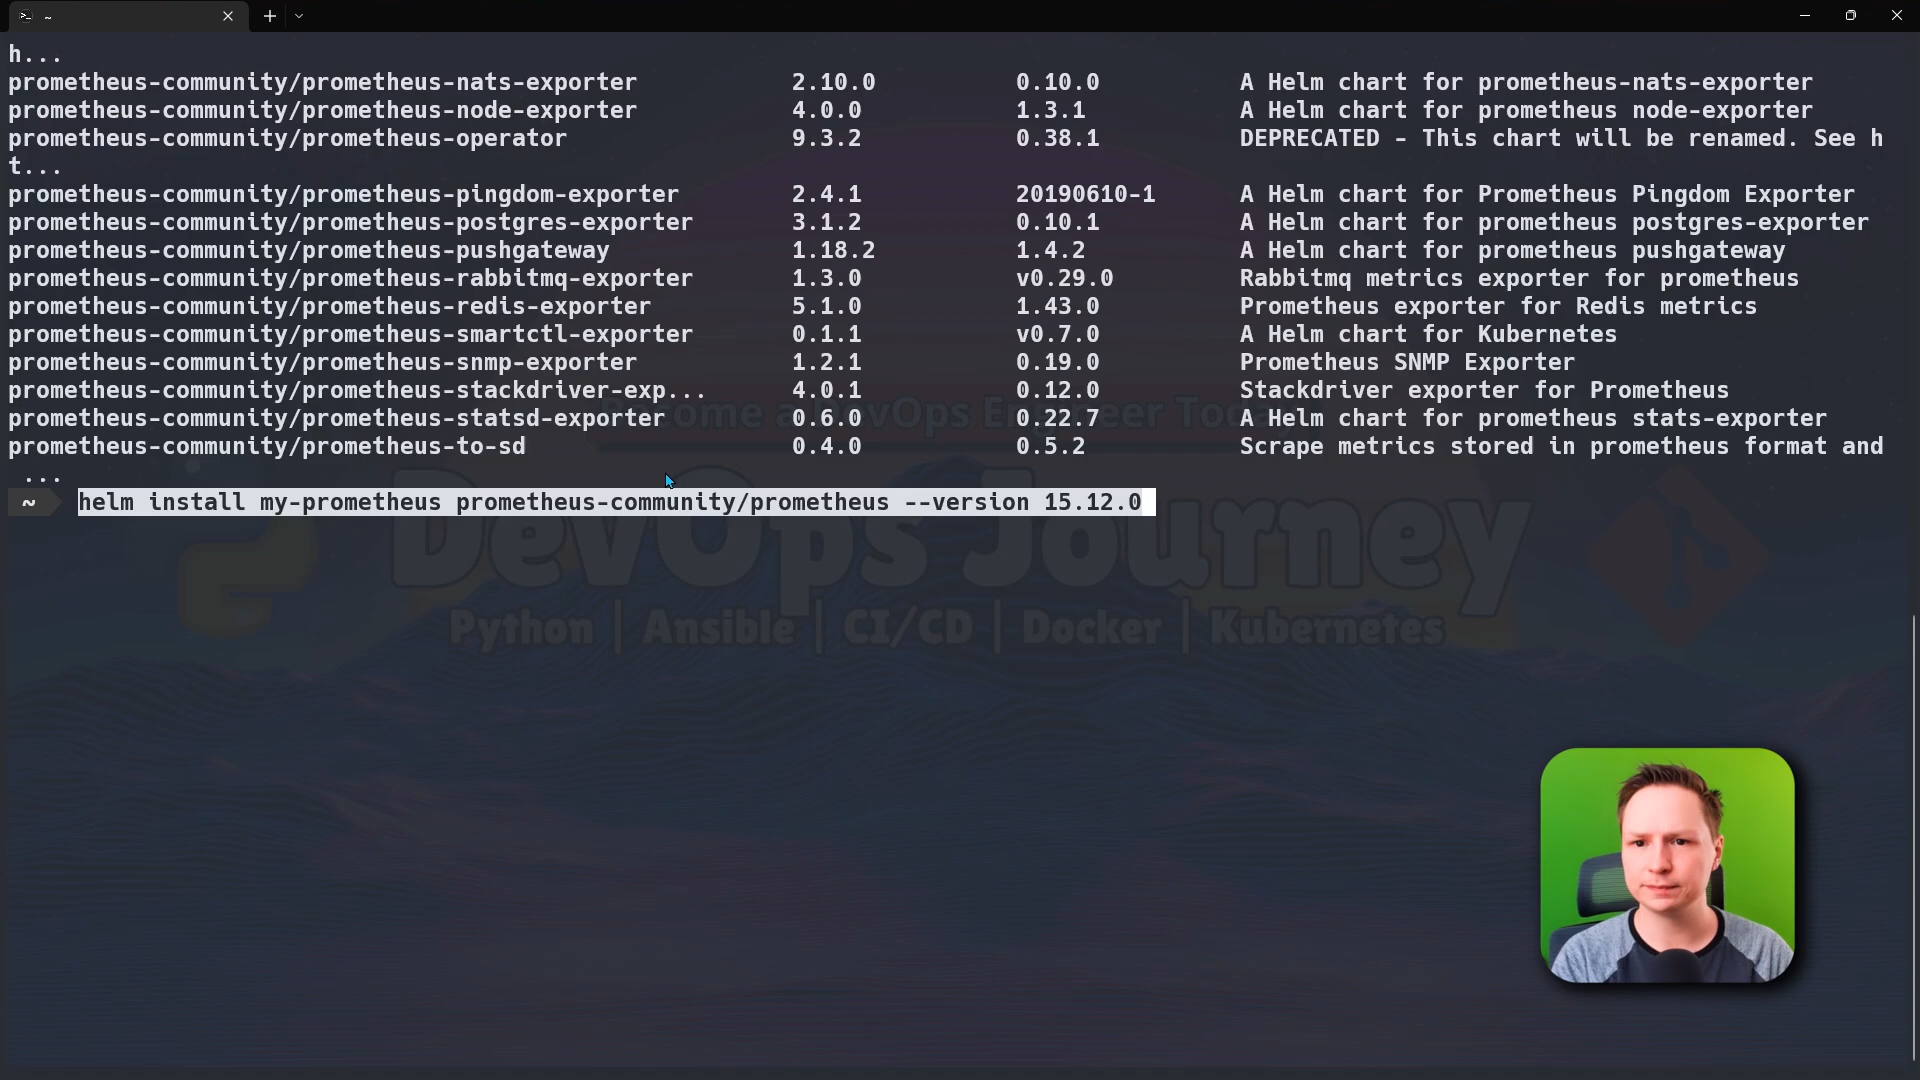 ~
h...
prometheus-community/prometheus-nats-exporter 2.10.0 0.10.0 A Helm chart for prometheus-nats-exporter
prometheus-community/prometheus-node-exporter 4.0.0 1.3.1 A Helm chart for prometheus node-exporter
prometheus-community/prometheus-operator 9.3.2 0.38.1 DEPRECATED - This chart will be renamed. See h
t...
prometheus-community/prometheus-pingdom-exporter 2.4.1 20190610-1 A Helm chart for Prometheus Pingdom Exporter
prometheus-community/prometheus-postgres-exporter 3.1.2 0.10.1 A Helm chart for prometheus postgres-exporter
prometheus-community/prometheus-pushgateway 1.18.2 1.4.2 A Helm chart for prometheus pushgateway
prometheus-community/prometheus-rabbitmq-exporter 1.3.0 v0.29.0 Rabbitmq metrics exporter for prometheus
prometheus-community/prometheus-redis-exporter 5.1.0 1.43.0 Prometheus exporter for Redis metrics
prometheus-community/prometheus-smartctl-exporter 0.1.1 v0.7.0 A Helm chart for Kubernetes
prometheus-community/prometheus-snmp-exporter 1.2.1 0.19.0 Prometheus SNMP Exporter
prometheus-community/prometheus-stackdriver-exp... 4.0.1 0.12.0 Stackdriver exporter for Prometheus
Become a DevOps Engineer Today
prometheus-community/prometheus-statsd-exporter 0.6.0 0.22.7 A Helm chart for prometheus stats-exporter
prometheus-community/prometheus-to-sd 0.4.0 0.5.2 Scrape metrics stored in prometheus format and
...
~ helm install my-prometheus prometheus-community/prometheus --version 15.12.0
DevOps Journey
Python | Ansible | CI/CD | Docker | Kubernetes